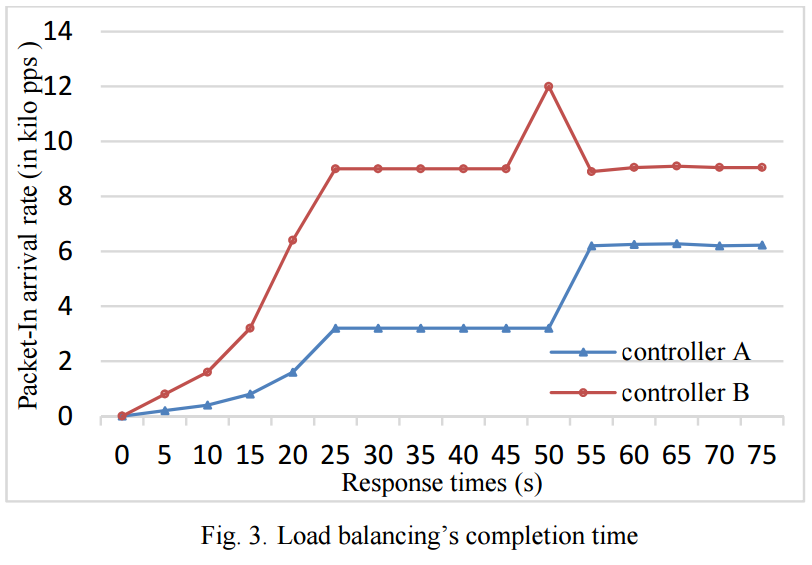 14
12
10
8
6
4
2
0
Packet-In arrival rate (in kilo pps )
controller A
controller B
0 5 10 15 20 25 30 35 40 45 50 55 60 65 70 75
Response times (s)
Fig. 3. Load balancing’s completion time